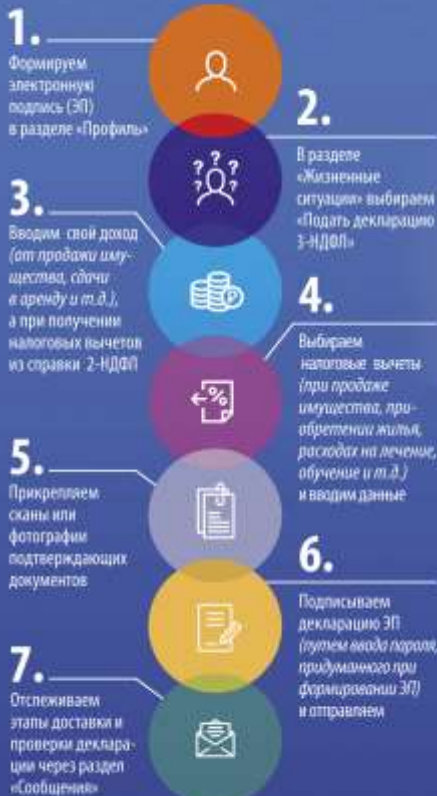 1.
Формируем
электронную
подпись (ЭП)
в разделе «Профиль»
2.
В разделе
«Жизненные
ситуации» выбираем
«Подать декларацию
3-НДФЛ»
3.
Вводим свой доход
(от продажи иму-
щества, сдачи
в аренду и т.д.),
а при получении
налоговых вычетов
из справки 2-НДФЛ
4.
Выбираем
налоговые вычеты
(при продаже
имущества, при-
обретении жилья,
расходах на лечение,
обучение и т.д.)
и вводим данные
5.
Прикрепляем
сканы или
фотографии
подтверждающих
документов
6.
Подписываем
декларацию ЭП
(путем ввода пароля,
придуманного при
формировании ЭП)
и отправляем
7.
Отслеживаем
этапы доставки и
проверки деклара-
ции через раздел
«Сообщения»